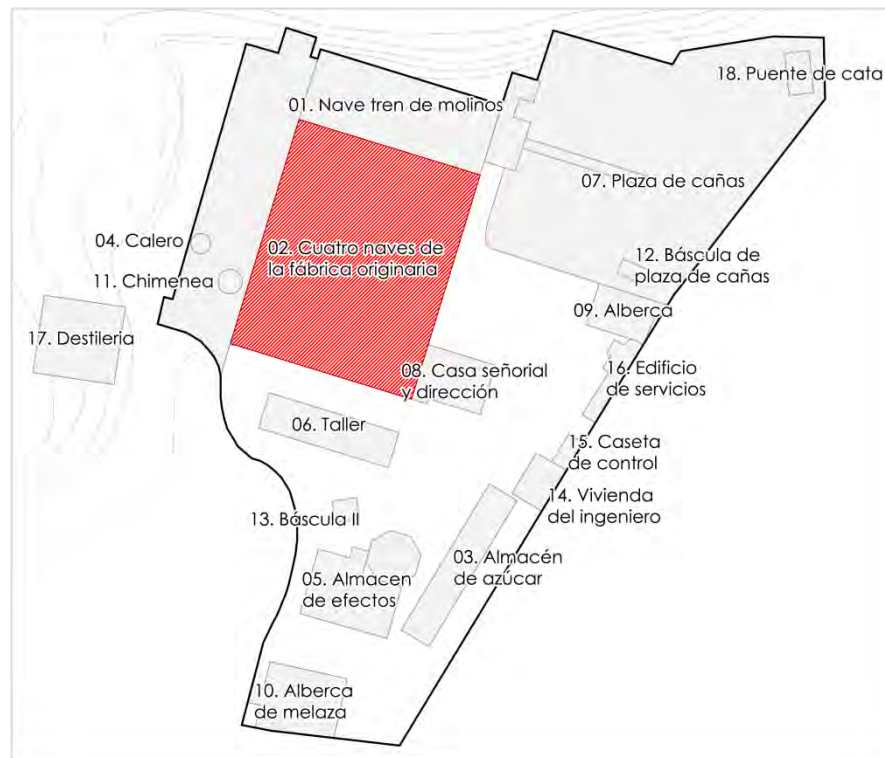 18. Puente de cata
01. Nave tren de molinos
07. Plaza de cañas
04. Calero
02. Cuatro naves de
la fábrica originaria
12. Báscula de
plaza de cañas
11. Chimenea
09. Alberca
17. Destileria
08. Casa señorial
y dirección
16. Edificio
de servicios
06. Taller
15. Caseta
de control
14. Vivienda
del ingeniero
13. Báscula II
03. Almacén
de azúcar
05. Almacen
de efectos
10. Alberca
de melaza